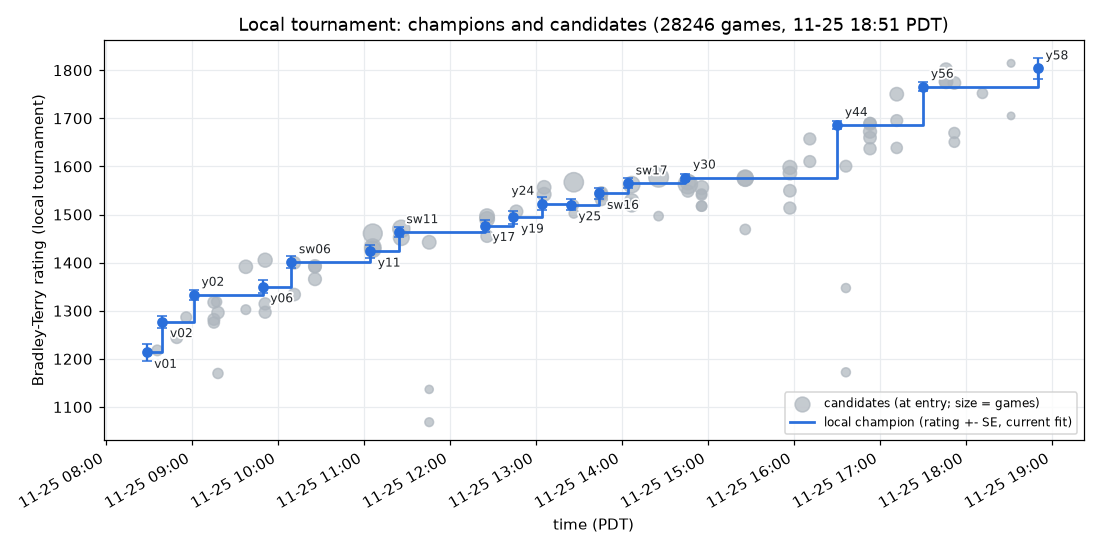 Local tournament: champions and candidates (28246 games, 11-25 18:51 PDT)
Bradley-Terry rating (local tournament)
1800
1700
1600
1500
1400
1300
1200
1100
v01
v02
y02
y06
sw06
y11
sw11
y17
y19
y24
y25
sw16
sw17
y30
y44
y56
y58
candidates (at entry; size = games)
local champion (rating +- SE, current fit)
11-25 08:00
11-25 09:00
11-25 10:00
11-25 11:00
11-25 12:00
11-25 13:00
11-25 14:00
11-25 15:00
11-25 16:00
11-25 17:00
11-25 18:00
11-25 19:00
time (PDT)